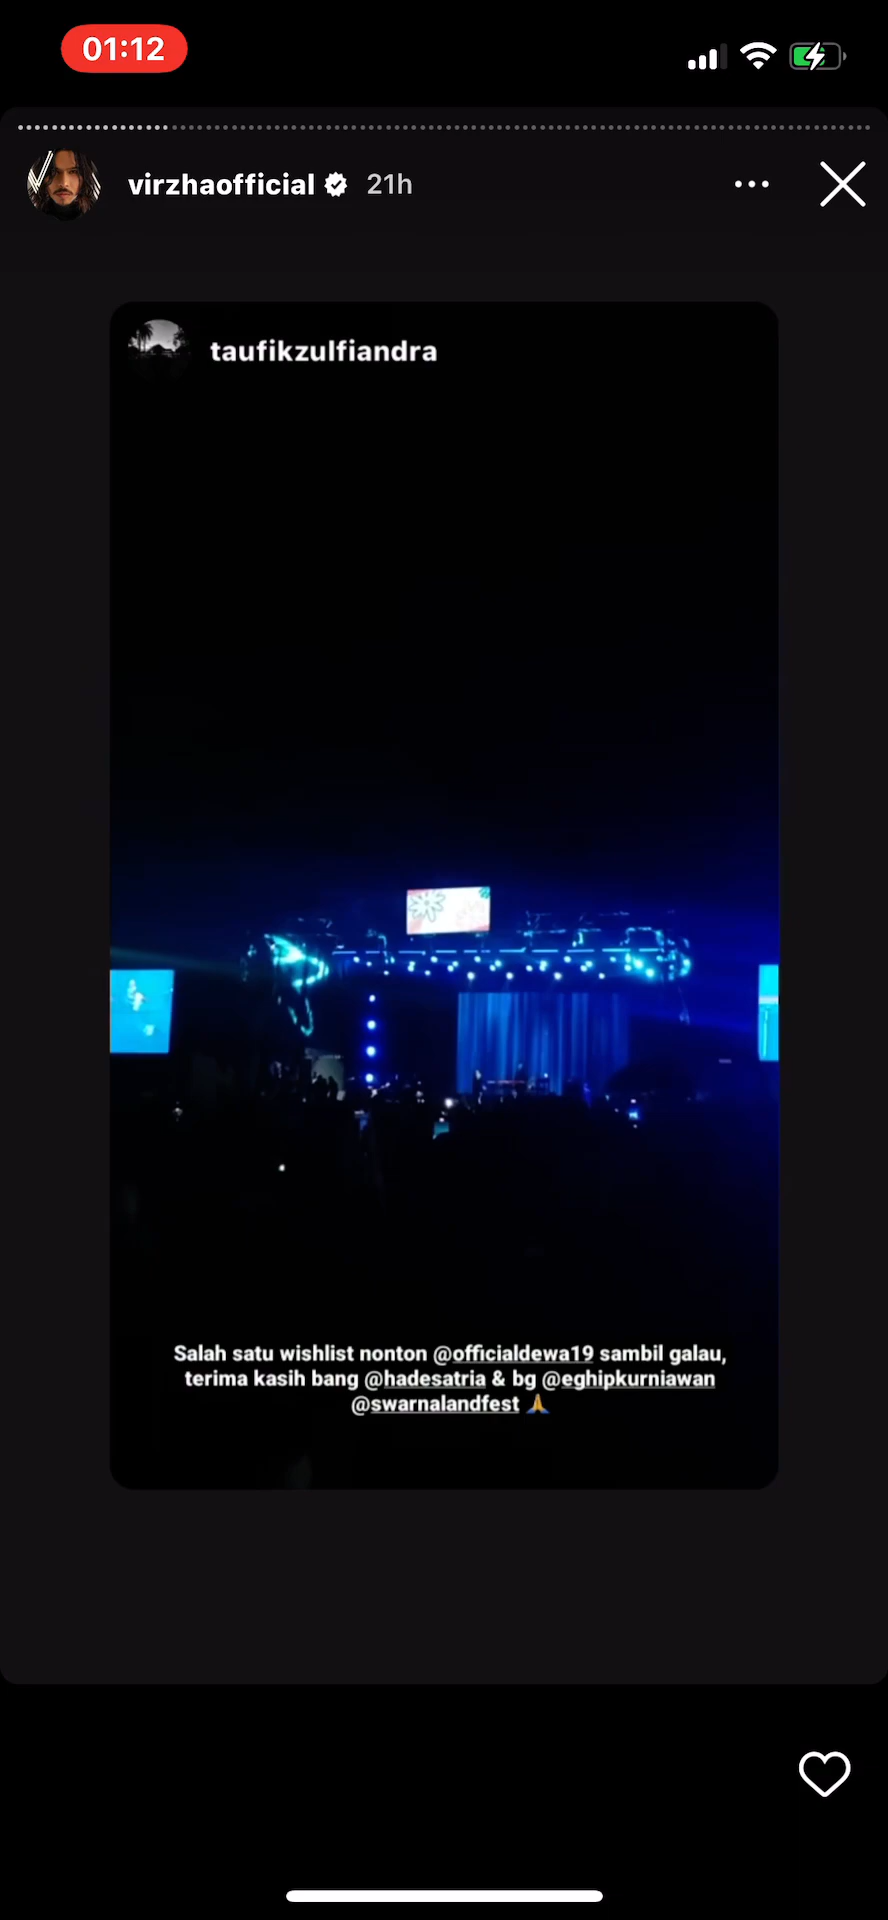 01:12
virzhaofficial 21h
taufikzulfiandra
Salah satu wishlist nonton @officialdewa19 sambil galau,
terima kasih bang @hadesatria & bg @eghipkurniawan
@swarnalandfest 🙏